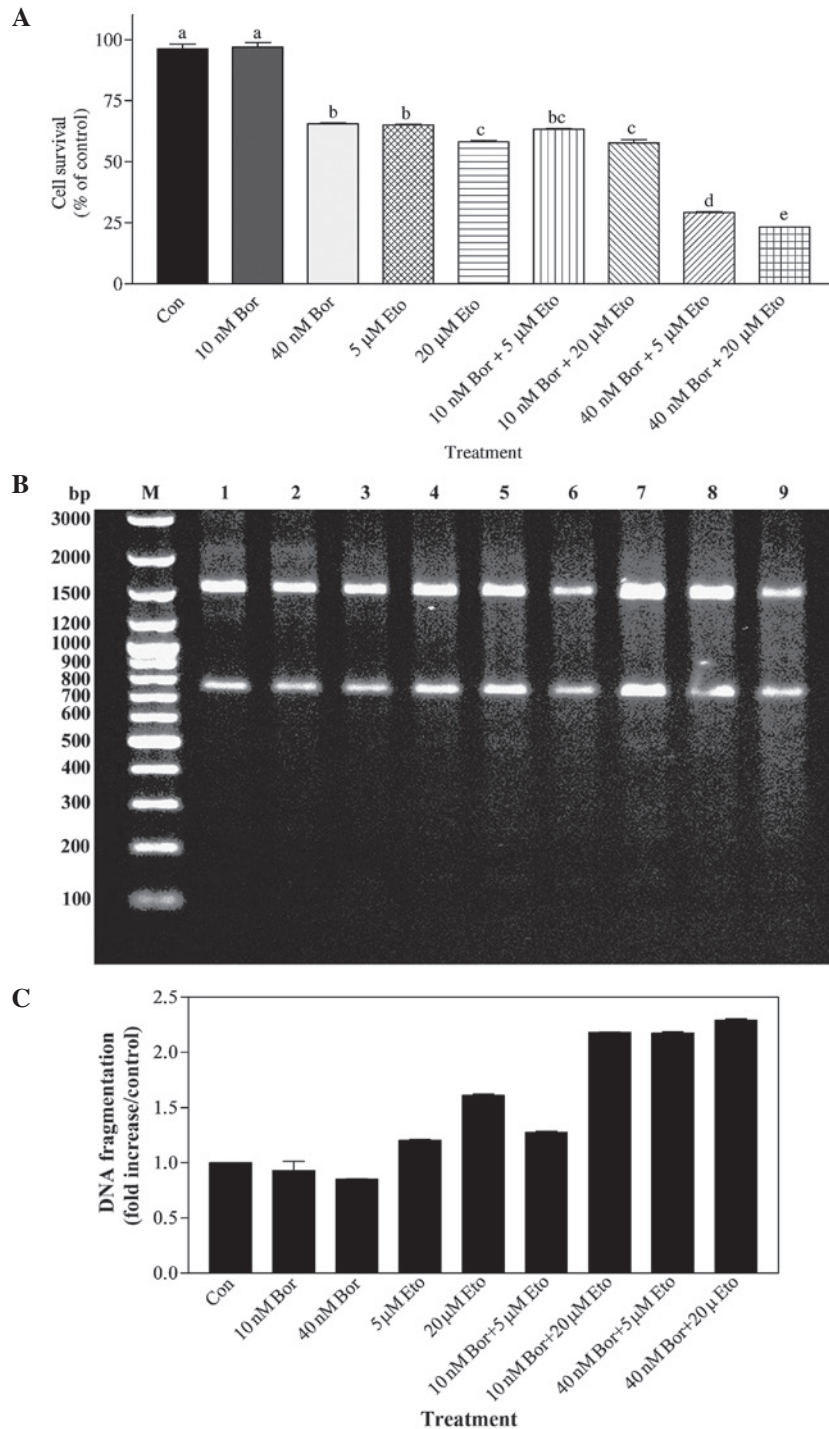 A
100
75
50
25
0
Cell survival
(% of control)
a
a
b
b
c
bc
c
d
e
Con
10 nM Bor
40 nM Bor
5 µM Eto
20 µM Eto
10 nM Bor + 5 µM Eto
10 nM Bor + 20 µM Eto
40 nM Bor + 5 µM Eto
40 nM Bor + 20 µM Eto
Treatment
B
bp M 1 2 3 4 5 6 7 8 9
3000
2000
1500
1200
1000
900
800
700
600
500
400
300
200
100
C
2.5
2.0
1.5
1.0
0.5
0.0
DNA fragmentation
(fold increase/control)
Con
10 nM Bor
40 nM Bor
5 µM Eto
20 µM Eto
10 nM Bor+5 µM Eto
10 nM Bor+20 µM Eto
40 nM Bor+5 µM Eto
40 nM Bor+20 µ Eto
Treatment